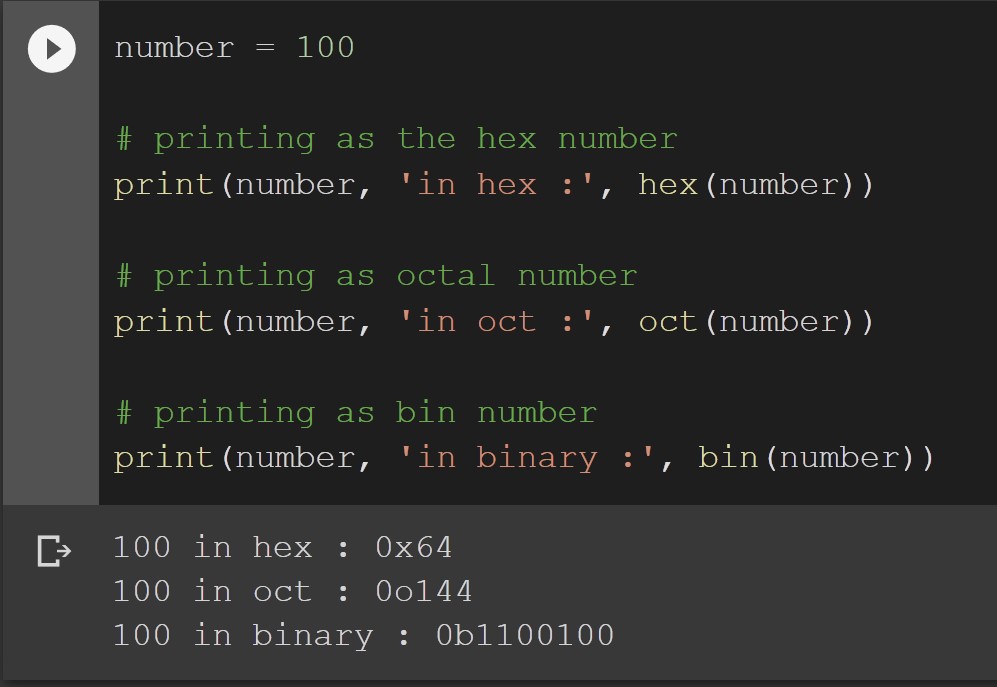 number = 100
# printing as the hex number
print(number, 'in hex :', hex(number))
# printing as octal number
print(number, 'in oct :', oct(number))
# printing as bin number
print(number, 'in binary :', bin(number))
100 in hex : 0x64
100 in oct : 0o144
100 in binary : 0b1100100